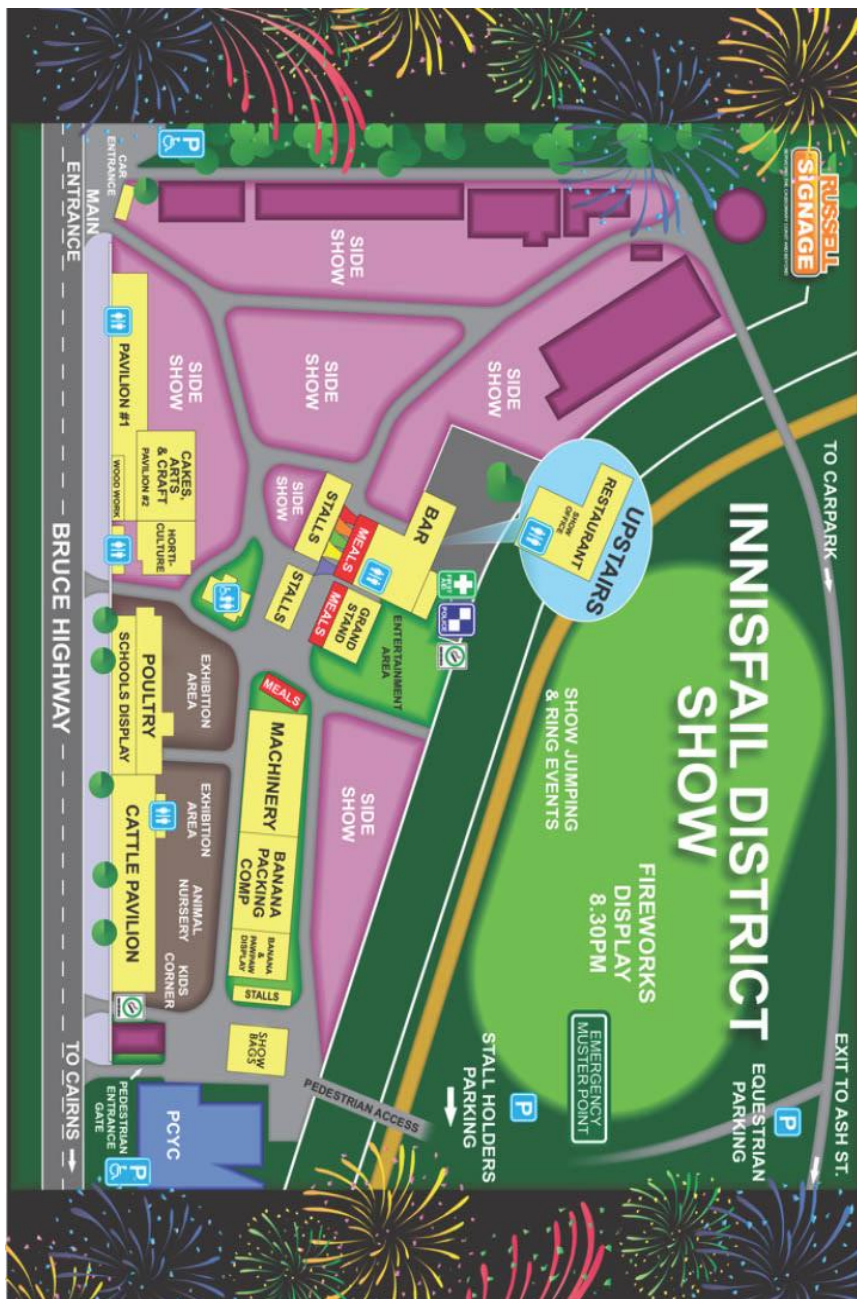 RUSSELL
SIGNAGE
TO CARPARK
EXIT TO ASH ST.
INNISFAIL DISTRICT
SHOW
EQUESTRIAN
PARKING
P
FIREWORKS
DISPLAY
8.30PM
EMERGENCY
MUSTER POINT
SHOW JUMPING
& RING EVENTS
P
STALL HOLDERS
PARKING
UPSTAIRS
RESTAURANT
SHOW
OFFICE
SIDE
SHOW
BAR
FIRST AID
POLICE
ENTERTAINMENT
AREA
GRAND
STAND
MEALS
MEALS
STALLS
STALLS
SIDE
SHOW
SIDE
SHOW
SIDE
SHOW
SIDE
SHOW
SIDE
SHOW
PEDESTRIAN ACCESS
MEALS
MACHINERY
BANANA
PACKING
COMP
BANANA
&
PAWPAW
DISPLAY
STALLS
SHOW
BAGS
P
CAR
ENTRANCE
MAIN
ENTRANCE
PAVILION #1
CAKES,
ARTS
& CRAFT
PAVILION #2
WOOD WORK
HORTI-
CULTURE
EXHIBITION
AREA
POULTRY
SCHOOLS DISPLAY
EXHIBITION
AREA
ANIMAL
NURSERY
KIDS
CORNER
CATTLE PAVILION
PCYC
P
PEDESTRIAN
ENTRANCE
GATE
BRUCE HIGHWAY
TO CAIRNS